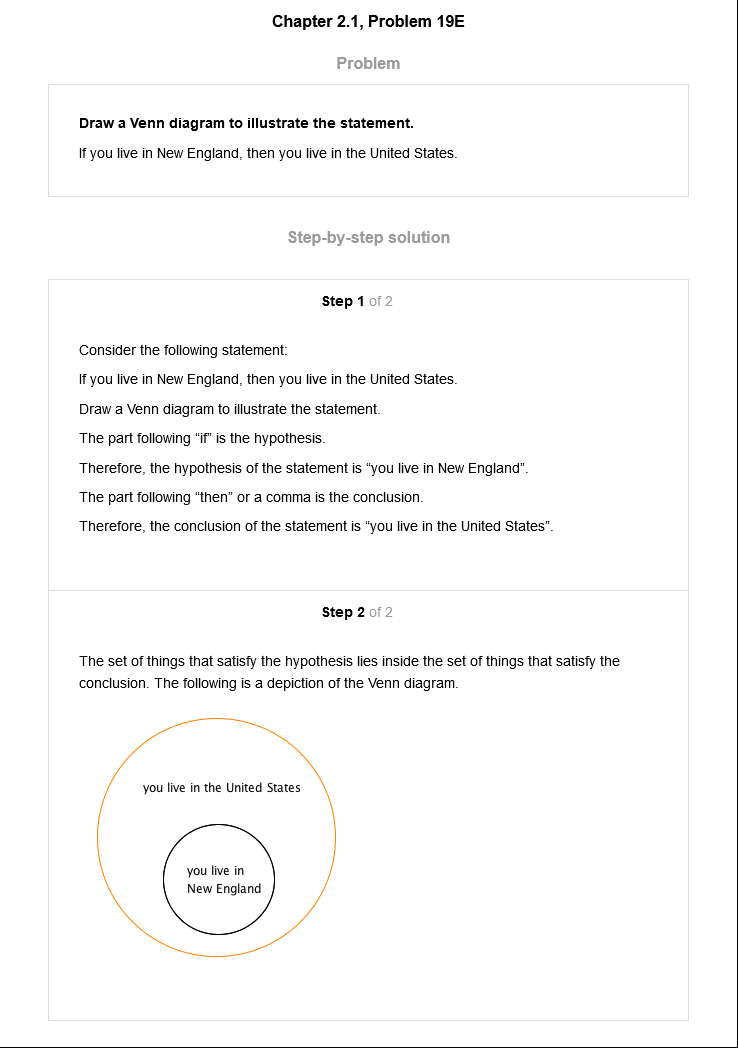 Chapter 2.1, Problem 19E
Problem
Draw a Venn diagram to illustrate the statement.
If you live in New England, then you live in the United States.
Step-by-step solution
Step 1 of 2
Consider the following statement:
If you live in New England, then you live in the United States.
Draw a Venn diagram to illustrate the statement.
The part following “if” is the hypothesis.
Therefore, the hypothesis of the statement is “you live in New England”.
The part following “then” or a comma is the conclusion.
Therefore, the conclusion of the statement is “you live in the United States”.
Step 2 of 2
The set of things that satisfy the hypothesis lies inside the set of things that satisfy the
conclusion. The following is a depiction of the Venn diagram.
you live in the United States
you live in
New England